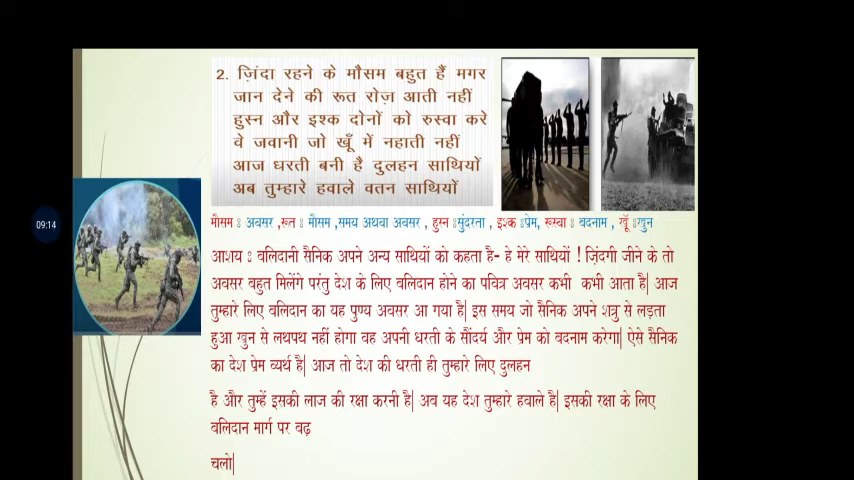 2. ज़िंदा रहने के मौसम बहुत हैं मगर
जान देने की रूत रोज़ आती नहीं
हुस्न और इश्क दोनों को रुस्वा करे
वे जवानी जो खूँ में नहाती नहीं
आज धरती बनी है दुलहन साथियों
अब तुम्हारे हवाले वतन साथियों
09:14
मौसम : अवसर ,रूत : मौसम ,समय अथवा अवसर , हुस्न :सुंदरता , इश्क :प्रेम, रूस्वा : बदनाम , खूँ :खुन
आशय : बलिदानी सैनिक अपने अन्य साथियों को कहता है- हे मेरे साथियों ! ज़िंदगी जीने के तो
अवसर बहुत मिलेंगे परंतु देश के लिए बलिदान होने का पवित्र अवसर कभी कभी आता है| आज
तुम्हारे लिए बलिदान का यह पुण्य अवसर आ गया है| इस समय जो सैनिक अपने शत्रु से लड़ता
हुआ खुन से लथपथ नहीं होगा वह अपनी धरती के सौंदर्य और प्रेम को बदनाम करेगा| ऐसे सैनिक
का देश प्रेम व्यर्थ है| आज तो देश की धरती ही तुम्हारे लिए दुलहन
है और तुम्हें इसकी लाज की रक्षा करनी है| अब यह देश तुम्हारे हवाले है| इसकी रक्षा के लिए
बलिदान मार्ग पर बढ़
चलो|